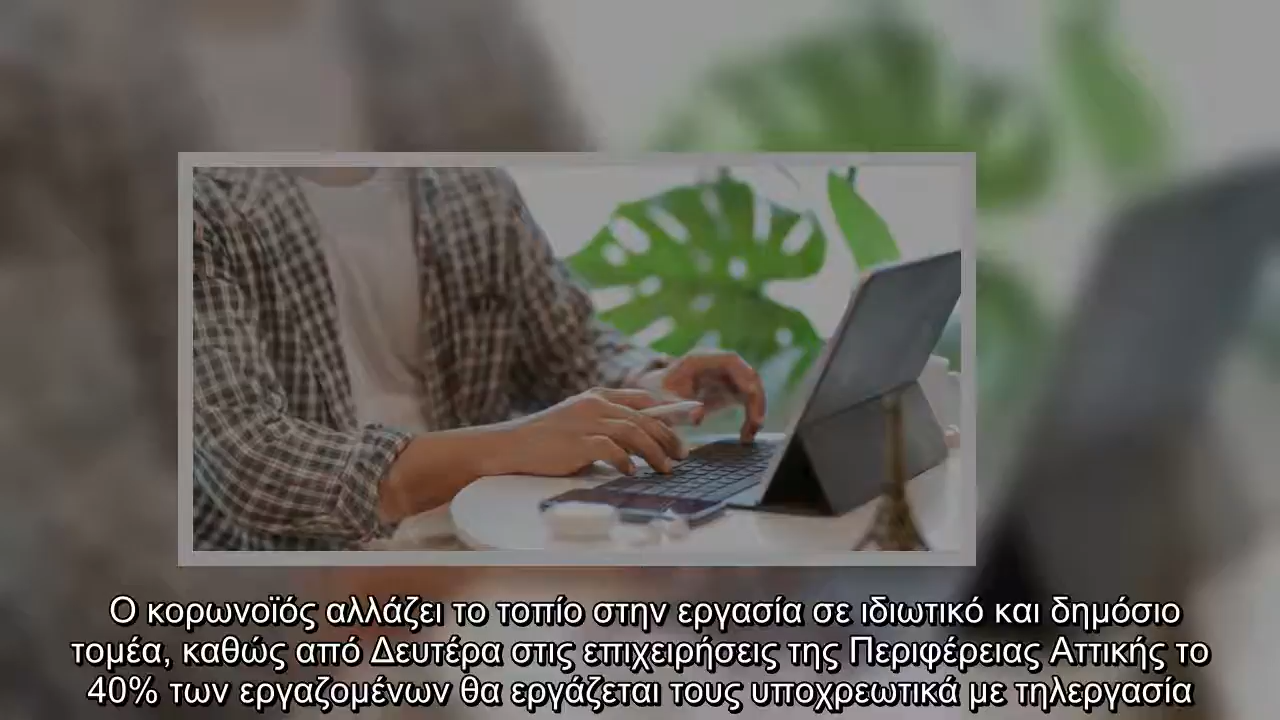 Ο κορωνοϊός αλλάζει το τοπίο στην εργασία σε ιδιωτικό και δημόσιο
τομέα, καθώς από Δευτέρα στις επιχειρήσεις της Περιφέρειας Αττικής το
40% των εργαζομένων θα εργάζεται τους υποχρεωτικά με τηλεργασία